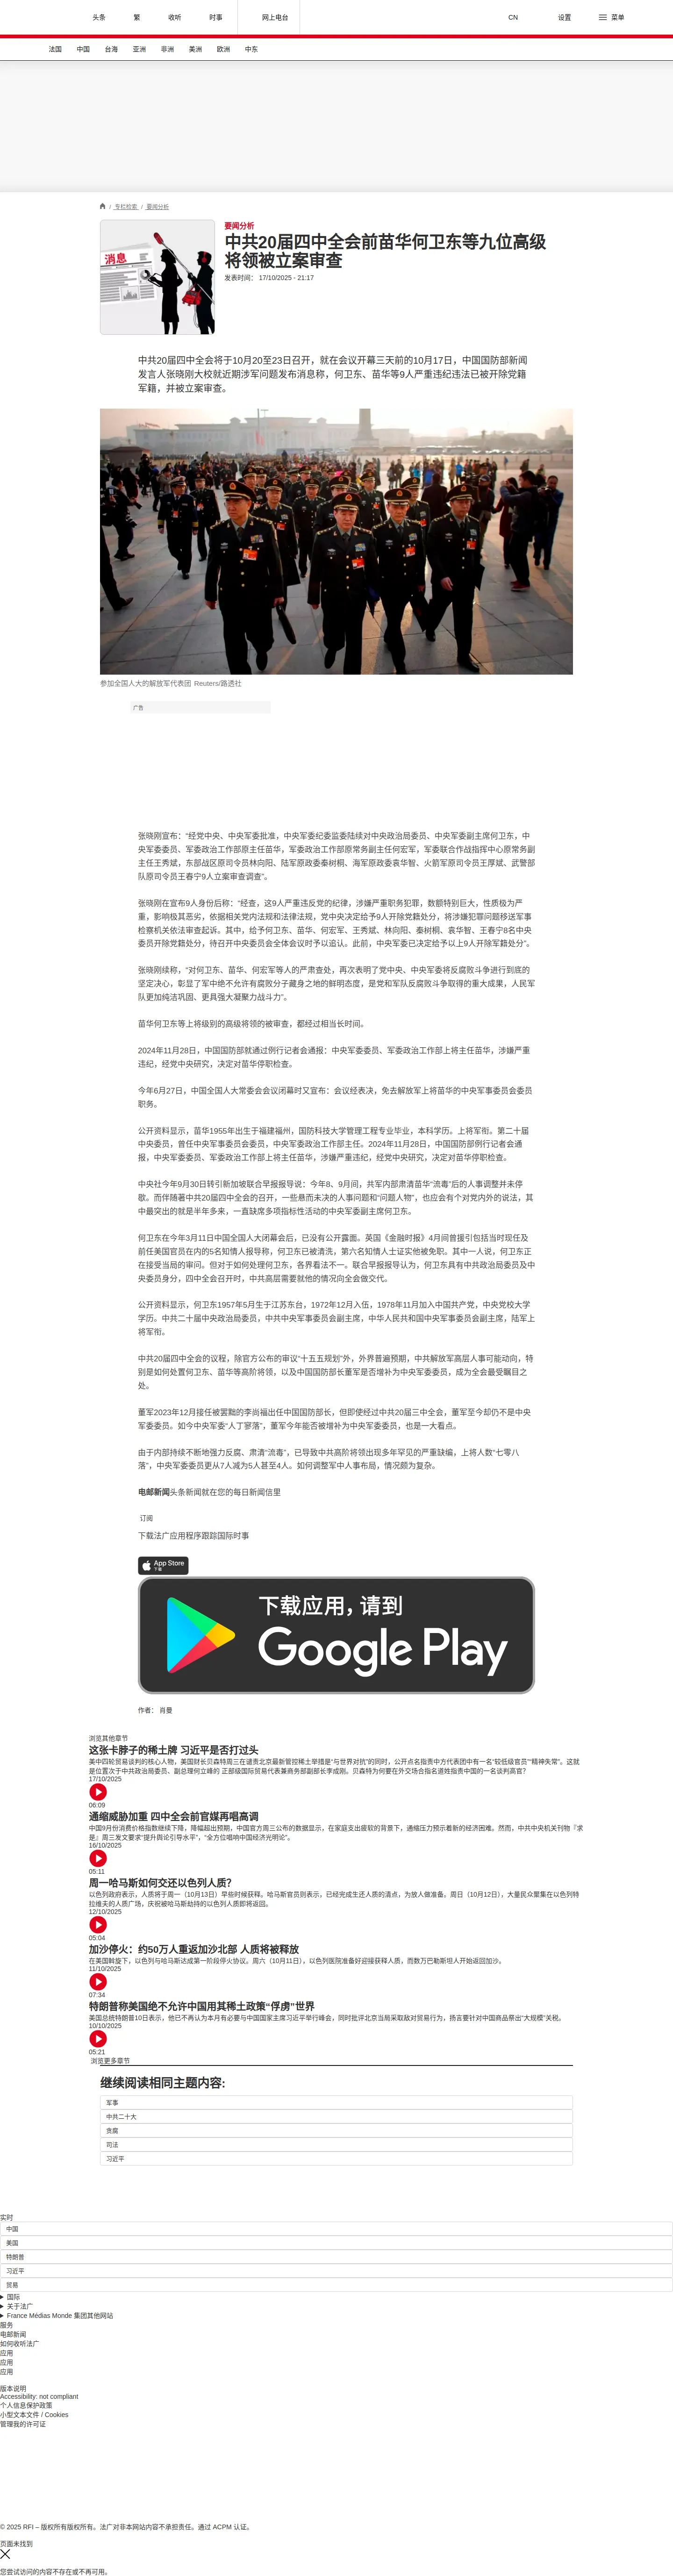 头条
繁
收听
时事
网上电台
CN
设置
菜单
法国
中国
台海
亚洲
非洲
美洲
欧洲
中东
/ 专栏检索 / 要闻分析
消息
要闻分析
中共20届四中全会前苗华何卫东等九位高级
将领被立案审查
发表时间： 17/10/2025 - 21:17
中共20届四中全会将于10月20至23日召开，就在会议开幕三天前的10月17日，中国国防部新闻
发言人张晓刚大校就近期涉军问题发布消息称，何卫东、苗华等9人严重违纪违法已被开除党籍
军籍，并被立案审查。
参加全国人大的解放军代表团 Reuters/路透社
广告
张晓刚宣布：“经党中央、中央军委批准，中央军委纪委监委陆续对中央政治局委员、中央军委副主席何卫东，中
央军委委员、军委政治工作部原主任苗华，军委政治工作部原常务副主任何宏军，军委联合作战指挥中心原常务副
主任王秀斌，东部战区原司令员林向阳、陆军原政委秦树桐、海军原政委袁华智、火箭军原司令员王厚斌、武警部
队原司令员王春宁9人立案审查调查”。
张晓刚在宣布9人身份后称：“经查，这9人严重违反党的纪律，涉嫌严重职务犯罪，数额特别巨大，性质极为严
重，影响极其恶劣，依据相关党内法规和法律法规，党中央决定给予9人开除党籍处分，将涉嫌犯罪问题移送军事
检察机关依法审查起诉。其中，给予何卫东、苗华、何宏军、王秀斌、林向阳、秦树桐、袁华智、王春宁8名中央
委员开除党籍处分，待召开中央委员会全体会议时予以追认。此前，中央军委已决定给予以上9人开除军籍处分”。
张晓刚续称，“对何卫东、苗华、何宏军等人的严肃查处，再次表明了党中央、中央军委将反腐败斗争进行到底的
坚定决心，彰显了军中绝不允许有腐败分子藏身之地的鲜明态度，是党和军队反腐败斗争取得的重大成果，人民军
队更加纯洁巩固、更具强大凝聚力战斗力”。
苗华何卫东等上将级别的高级将领的被审查，都经过相当长时间。
2024年11月28日，中国国防部就通过例行记者会通报：中央军委委员、军委政治工作部上将主任苗华，涉嫌严重
违纪，经党中央研究，决定对苗华停职检查。
今年6月27日，中国全国人大常委会会议闭幕时又宣布：会议经表决，免去解放军上将苗华的中央军事委员会委员
职务。
公开资料显示，苗华1955年出生于福建福州，国防科技大学管理工程专业毕业，本科学历。上将军衔。第二十届
中央委员，曾任中央军事委员会委员，中央军委政治工作部主任。2024年11月28日，中国国防部例行记者会通
报，中央军委委员、军委政治工作部上将主任苗华，涉嫌严重违纪，经党中央研究，决定对苗华停职检查。
中央社今年9月30日转引新加坡联合早报报导说：今年8、9月间，共军内部肃清苗华“流毒”后的人事调整并未停
歇。而伴随著中共20届四中全会的召开，一些悬而未决的人事问题和“问题人物”，也应会有个对党内外的说法，其
中最突出的就是半年多来，一直缺席多项指标性活动的中央军委副主席何卫东。
何卫东在今年3月11日中国全国人大闭幕会后，已没有公开露面。英国《金融时报》4月间曾援引包括当时现任及
前任美国官员在内的5名知情人报导称，何卫东已被清洗，第六名知情人士证实他被免职。其中一人说，何卫东正
在接受当局的审问。但对于如何处理何卫东，各界看法不一。联合早报报导认为，何卫东具有中共政治局委员及中
央委员身分，四中全会召开时，中共高层需要就他的情况向全会做交代。
公开资料显示，何卫东1957年5月生于江苏东台，1972年12月入伍，1978年11月加入中国共产党，中央党校大学
学历。中共二十届中央政治局委员，中共中央军事委员会副主席，中华人民共和国中央军事委员会副主席，陆军上
将军衔。
中共20届四中全会的议程，除官方公布的审议“十五五规划”外，外界普遍预期，中共解放军高层人事可能动向，特
别是如何处置何卫东、苗华等高阶将领，以及中国国防部长董军是否增补为中央军委委员，成为全会最受瞩目之
处。
董军2023年12月接任被罢黜的李尚福出任中国国防部长，但即使经过中共20届三中全会，董军至今却仍不是中央
军委委员。如今中央军委“人丁寥落”，董军今年能否被增补为中央军委委员，也是一大看点。
由于内部持续不断地强力反腐、肃清“流毒”，已导致中共高阶将领出现多年罕见的严重缺编，上将人数“七零八
落”，中央军委委员更从7人减为5人甚至4人。如何调整军中人事布局，情况颇为复杂。
电邮新闻头条新闻就在您的每日新闻信里
订阅
下载法广应用程序跟踪国际时事
App Store
下载
下载应用，请到
Google Play
作者： 肖曼
浏览其他章节
这张卡脖子的稀土牌 习近平是否打过头
美中四轮贸易谈判的核心人物，美国财长贝森特周三在谴责北京最新管控稀土举措是“与世界对抗”的同时，公开点名指责中方代表团中有一名“较低级官员”“精神失常”。这就
是位置次于中共政治局委员、副总理何立峰的 正部级国际贸易代表兼商务部副部长李成刚。贝森特为何要在外交场合指名道姓指责中国的一名谈判高官？
17/10/2025
06:09
通缩威胁加重 四中全会前官媒再唱高调
中国9月份消费价格指数继续下降，降幅超出预期，中国官方周三公布的数据显示，在家庭支出疲软的背景下，通缩压力预示着新的经济困难。然而，中共中央机关刊物『求
是』周三发文要求“提升舆论引导水平”，“全方位唱响中国经济光明论”。
16/10/2025
05:11
周一哈马斯如何交还以色列人质？
以色列政府表示，人质将于周一（10月13日）早些时候获释。哈马斯官员则表示，已经完成生还人质的清点，为放人做准备。周日（10月12日），大量民众聚集在以色列特
拉维夫的人质广场，庆祝被哈马斯劫持的以色列人质即将返回。
12/10/2025
05:04
加沙停火：约50万人重返加沙北部 人质将被释放
在美国斡旋下，以色列与哈马斯达成第一阶段停火协议。周六（10月11日），以色列医院准备好迎接获释人质，而数万巴勒斯坦人开始返回加沙。
11/10/2025
07:34
特朗普称美国绝不允许中国用其稀土政策“俘虏”世界
美国总统特朗普10日表示，他已不再认为本月有必要与中国国家主席习近平举行峰会，同时批评北京当局采取敌对贸易行为，扬言要针对中国商品祭出“大规模”关税。
10/10/2025
05:21
浏览更多章节
继续阅读相同主题内容:
军事
中共二十大
贪腐
司法
习近平
实时
中国
美国
特朗普
习近平
贸易
国际
关于法广
France Médias Monde 集团其他网站
服务
电邮新闻
如何收听法广
应用
应用
应用
版本说明
Accessibility: not compliant
个人信息保护政策
小型文本文件 / Cookies
管理我的许可证
© 2025 RFI – 版权所有版权所有。法广对非本网站内容不承担责任。通过 ACPM 认证。
页面未找到
您尝试访问的内容不存在或不再可用。